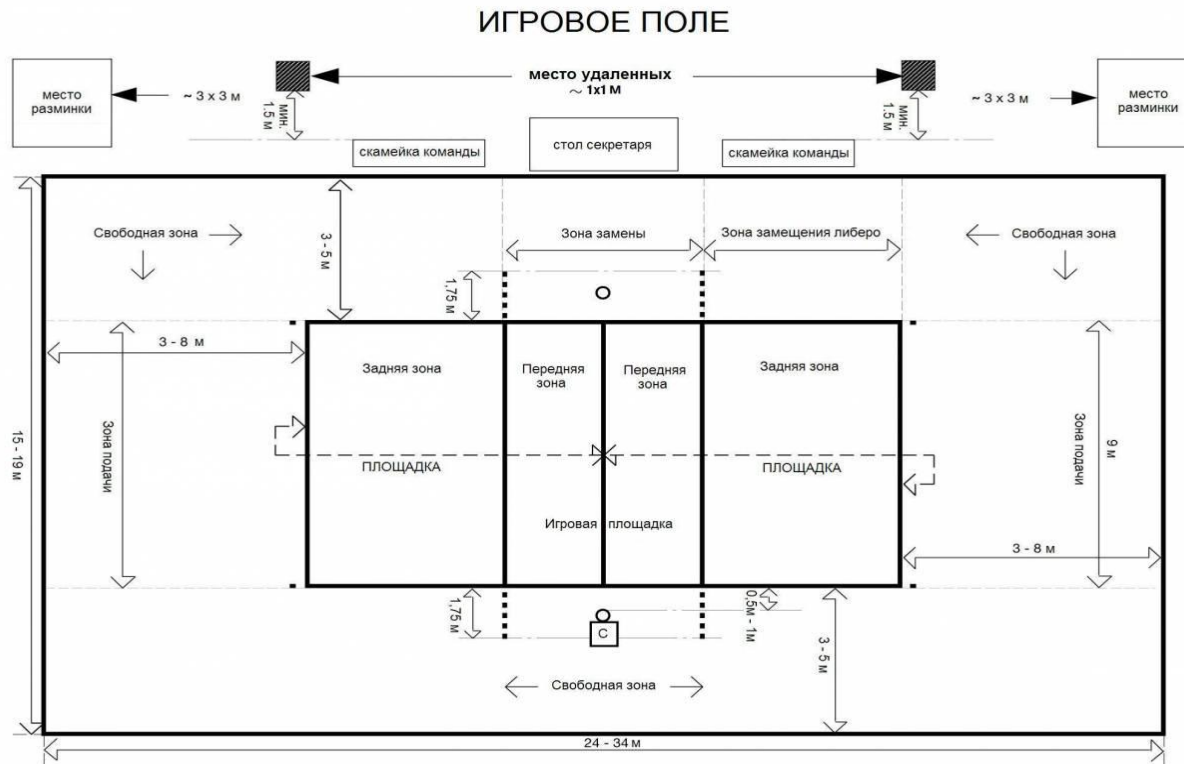 ИГРОВОЕ ПОЛЕ
место
разминки
~ 3 x 3 м
место удаленных
~ 1x1 М
~ 3 x 3 м
место
разминки
мин.
1.5 м
мин.
1.5 м
скамейка команды
стол секретаря
скамейка команды
Свободная зона
3 - 5 м
Зона замены
Зона замещения либеро
Свободная зона
1,75 м
3 - 8 м
Задняя зона
Передняя
зона
Передняя
зона
Задняя зона
15 - 19 м
Зона подачи
ПЛОЩАДКА
ПЛОЩАДКА
Зона подачи
9 м
Игровая площадка
3 - 8 м
1,75 м
С
0,5м - 1м
3 - 5 м
Свободная зона
24 - 34 м